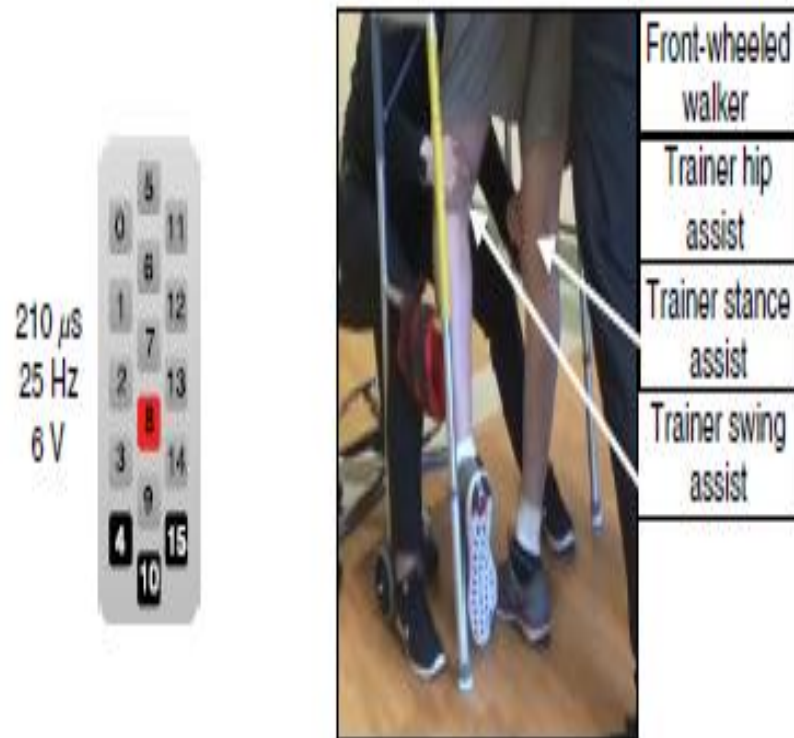 210 μs
25 Hz
6 V
5
0
11
6
1
12
7
2
13
8
3
14
9
4
15
10
Front-wheeled
walker
Trainer hip
assist
Trainer stance
assist
Trainer swing
assist